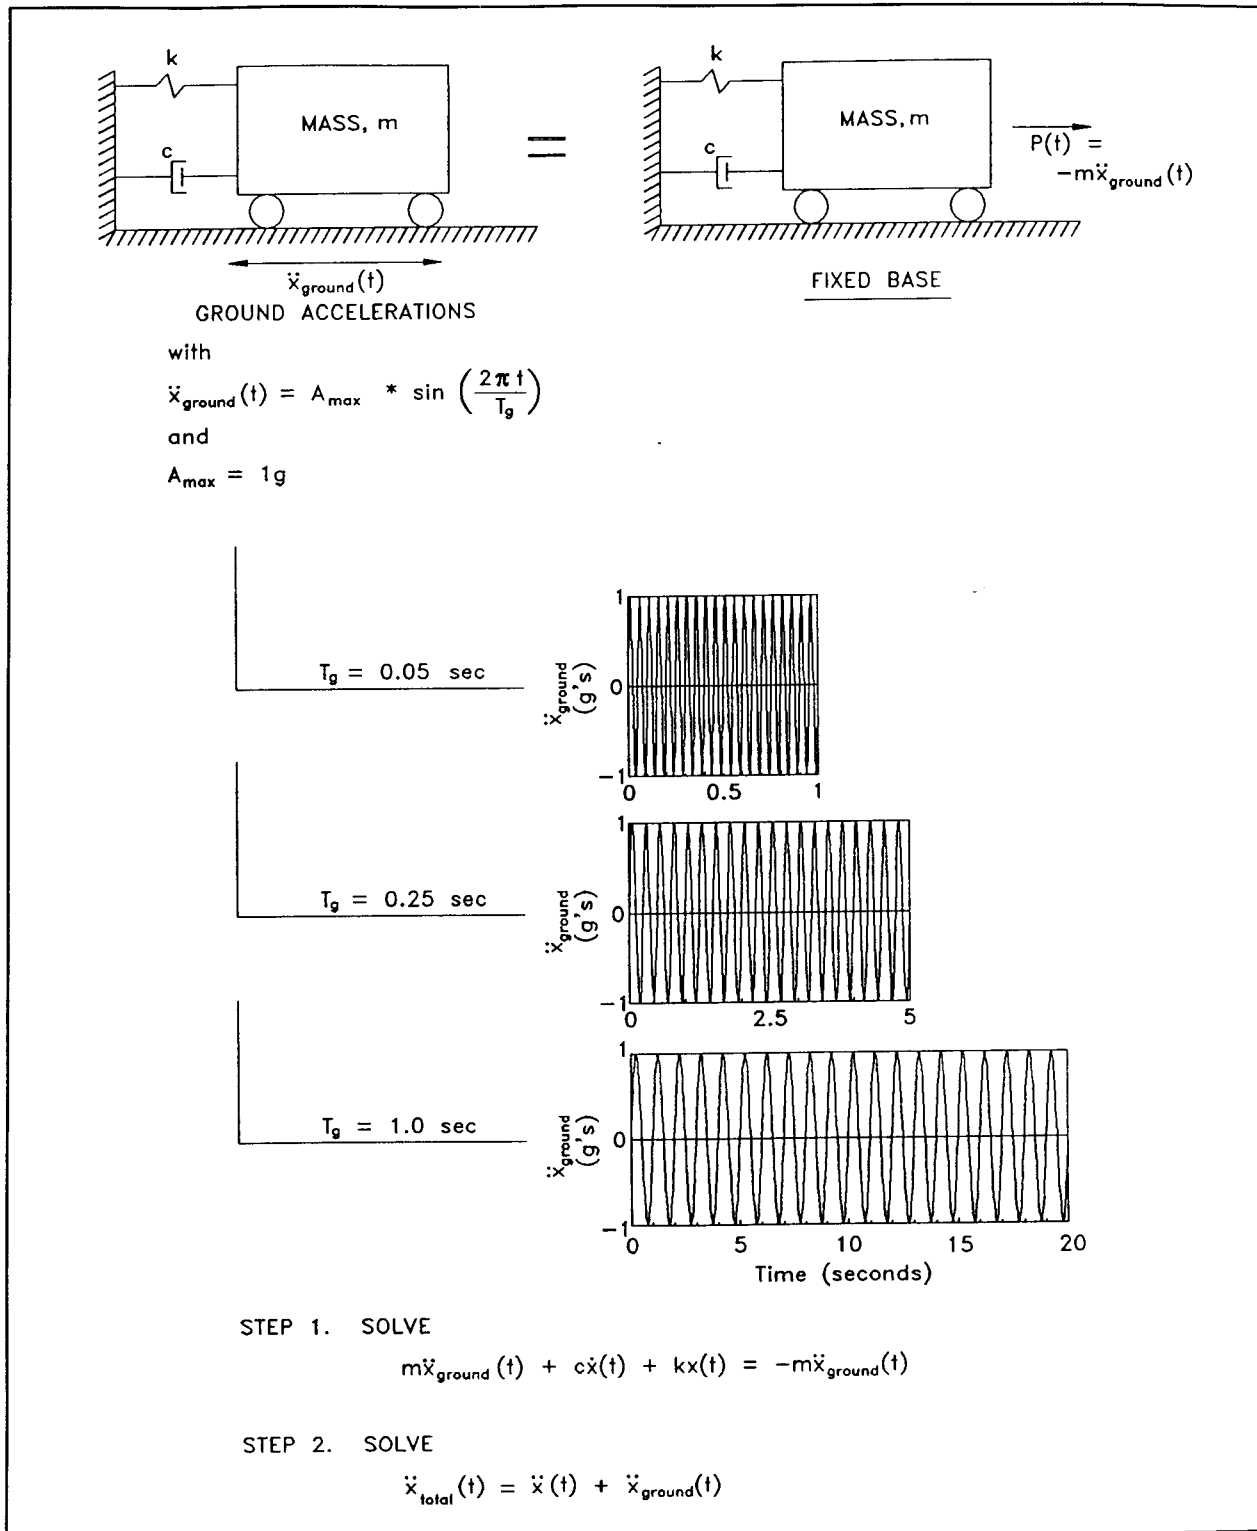 k
MASS, m
c
ẍground(t)
GROUND ACCELERATIONS
=
k
MASS, m
c
P(t) =
-mẍground(t)
FIXED BASE
with
ẍground(t) = Amax * sin (2πt / Tg)
and
Amax = 1g
Tg = 0.05 sec
ẍground
(g's)
1
0
-1
0 0.5 1
Tg = 0.25 sec
ẍground
(g's)
1
0
-1
0 2.5 5
Tg = 1.0 sec
ẍground
(g's)
1
0
-1
0 5 10 15 20
Time (seconds)
STEP 1. SOLVE
mẍground(t) + cẋ(t) + kx(t) = -mẍground(t)
STEP 2. SOLVE
ẍtotal(t) = ẍ(t) + ẍground(t)